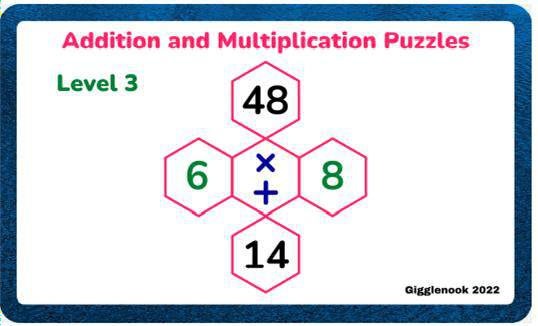 Addition and Multiplication Puzzles
Level 3
48
6 × 8
+
14
Gigglenook 2022